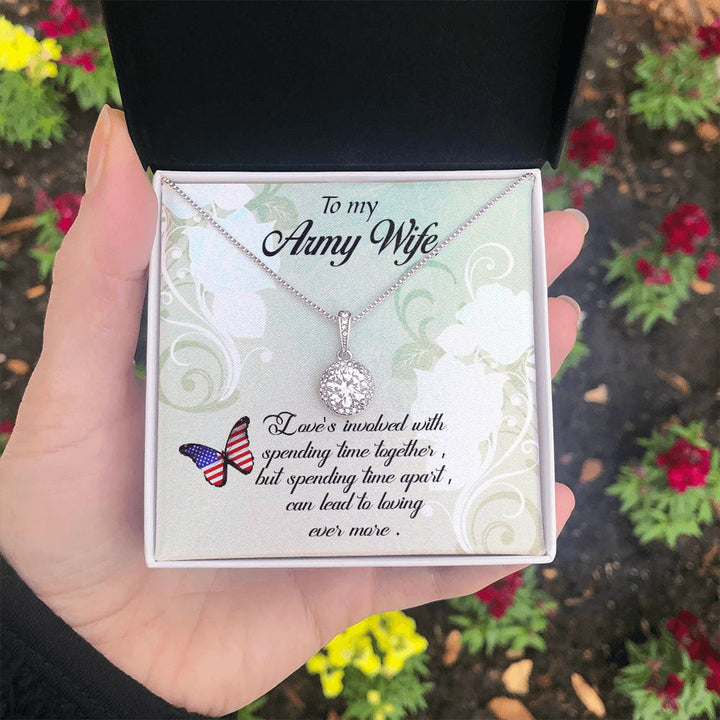 To my
Army Wife
Love's involved with
spending time together ,
but spending time apart ,
can lead to loving
ever more .